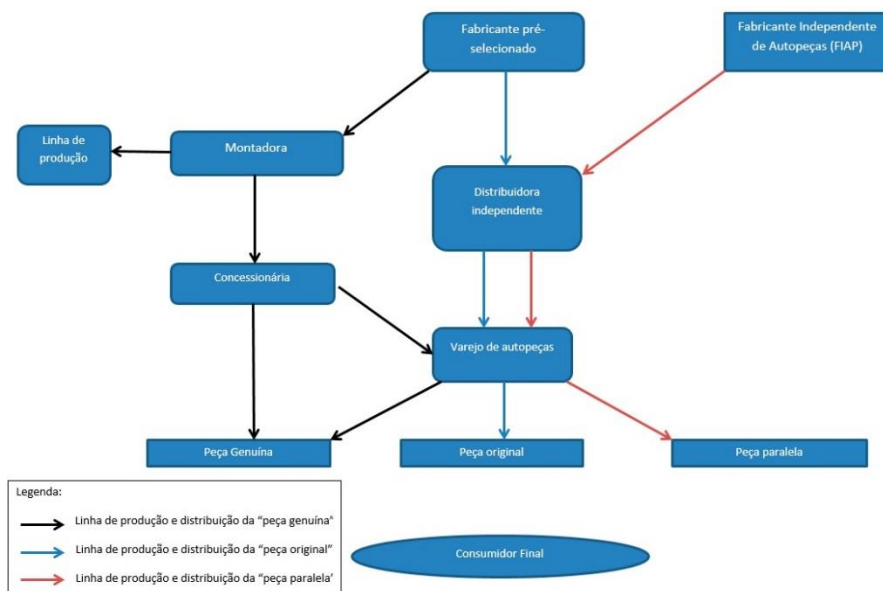 Fabricante pré-
selecionado
Fabricante Independente
de Autopeças (FIAP)
Linha de
produção
Montadora
Distribuidora
independente
Concessionária
Varejo de autopeças
Peça Genuína
Peça original
Peça paralela
Legenda:
Linha de produção e distribuição da “peça genuína“
Linha de produção e distribuição da “peça original”
Linha de produção e distribuição da “peça paralela’
Consumidor Final